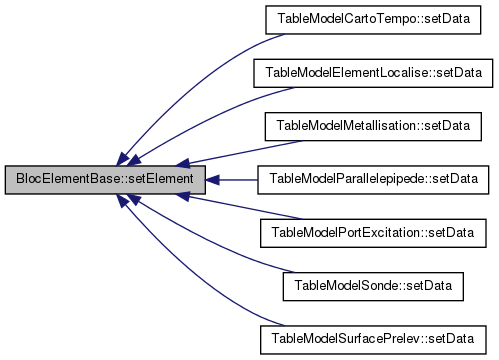 TableModelCartoTempo::setData
TableModelElementLocalise::setData
TableModelMetallisation::setData
BlocElementBase::setElement
TableModelParallelepipede::setData
TableModelPortExcitation::setData
TableModelSonde::setData
TableModelSurfacePrelev::setData